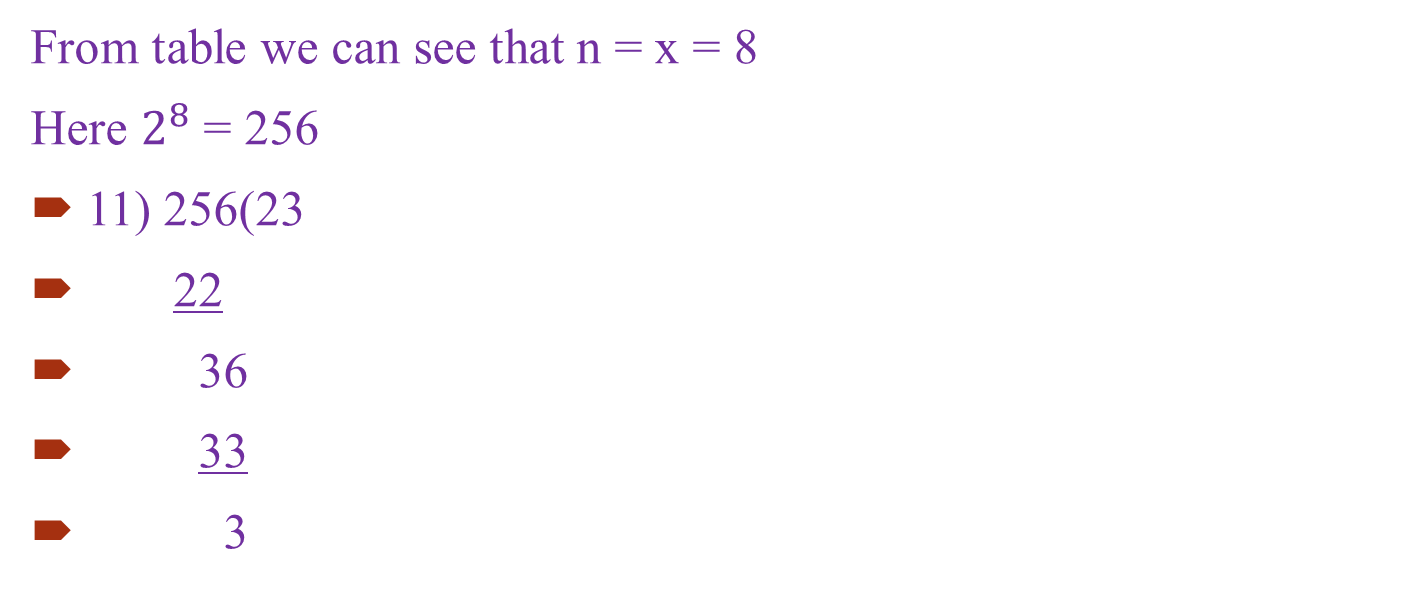 From table we can see that n = x = 8
Here 2⁸ = 256
11) 256(23
22
36
33
3